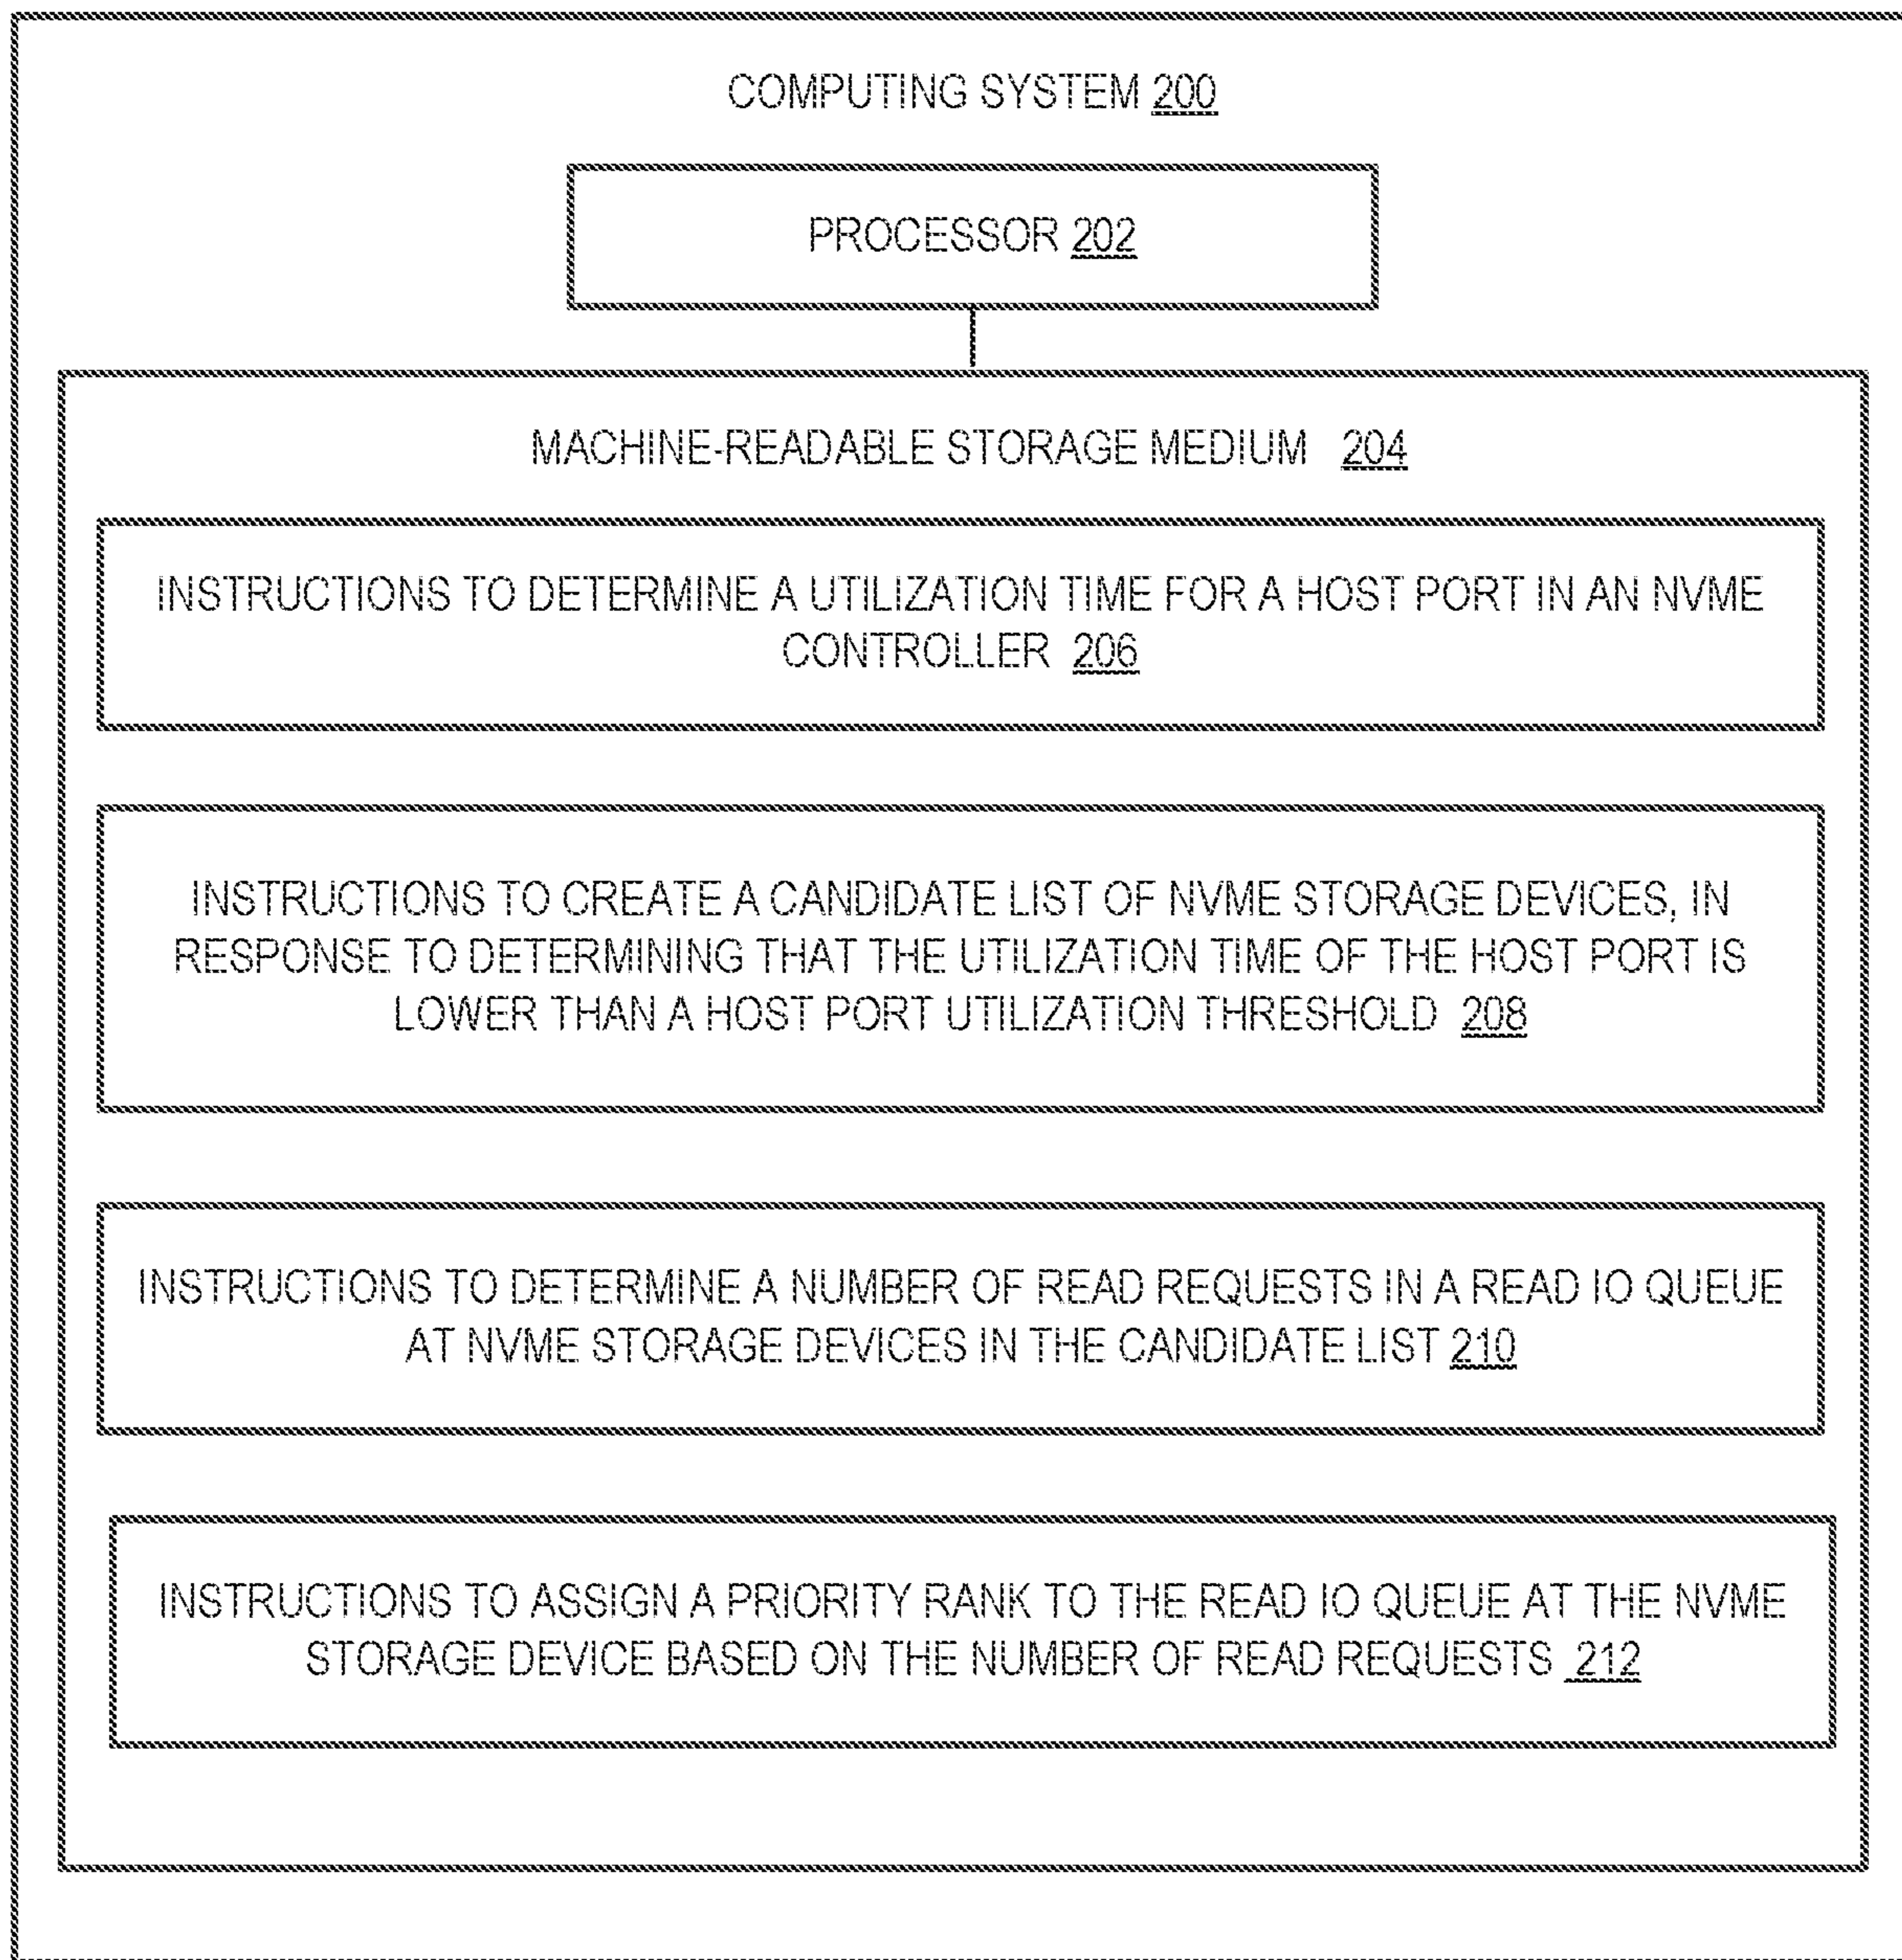 COMPUTING SYSTEM 200
PROCESSOR 202
MACHINE-READABLE STORAGE MEDIUM 204
INSTRUCTIONS TO DETERMINE A UTILIZATION TIME FOR A HOST PORT IN AN NVME
CONTROLLER 206
INSTRUCTIONS TO CREATE A CANDIDATE LIST OF NVME STORAGE DEVICES, IN
RESPONSE TO DETERMINING THAT THE UTILIZATION TIME OF THE HOST PORT IS
LOWER THAN A HOST PORT UTILIZATION THRESHOLD 208
INSTRUCTIONS TO DETERMINE A NUMBER OF READ REQUESTS IN A READ IO QUEUE
AT NVME STORAGE DEVICES IN THE CANDIDATE LIST 210
INSTRUCTIONS TO ASSIGN A PRIORITY RANK TO THE READ IO QUEUE AT THE NVME
STORAGE DEVICE BASED ON THE NUMBER OF READ REQUESTS 212